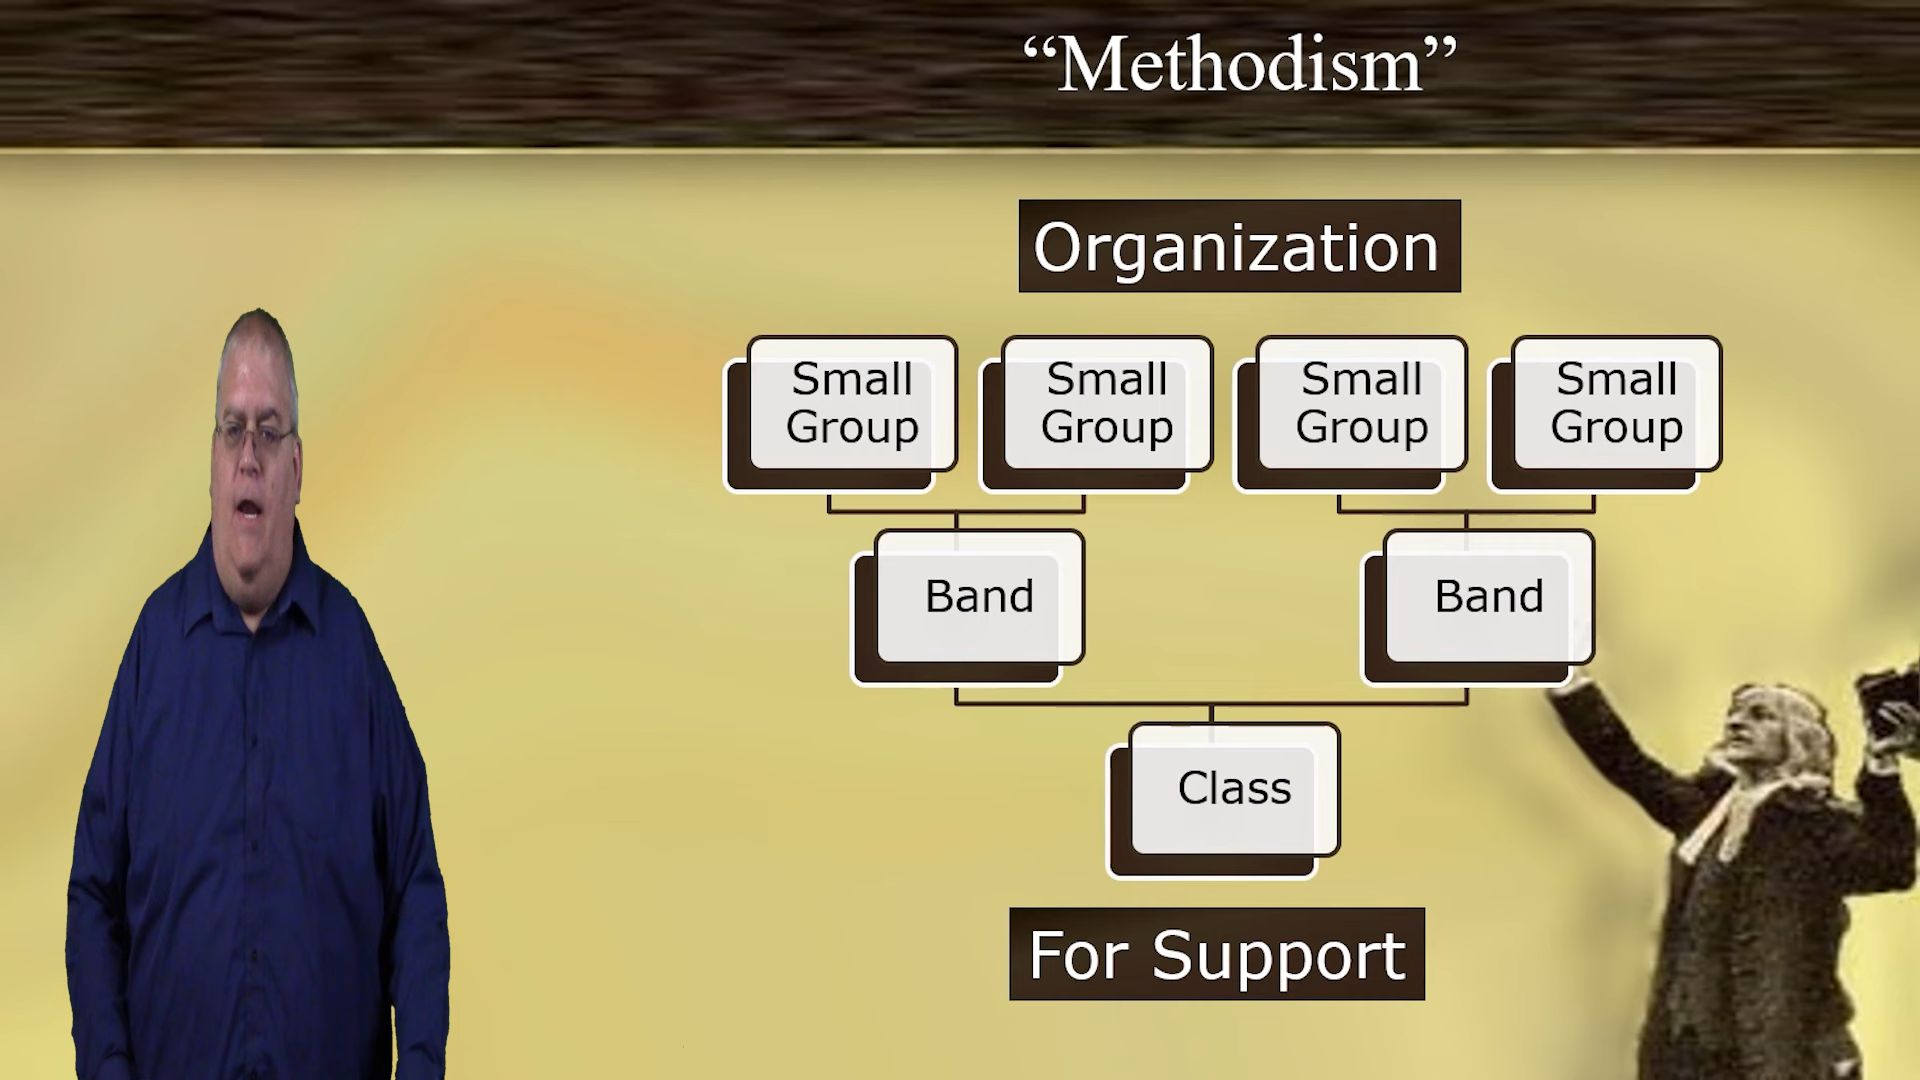 “Methodism”
Organization
Small
Group
Small
Group
Small
Group
Small
Group
Band
Band
Class
For Support